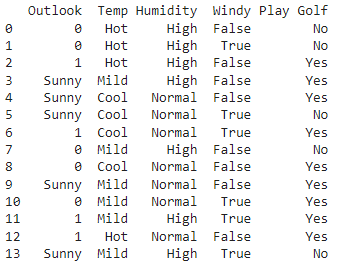 Outlook Temp Humidity Windy Play Golf
0 0 Hot High False No
1 0 Hot High True No
2 1 Hot High False Yes
3 Sunny Mild High False Yes
4 Sunny Cool Normal False Yes
5 Sunny Cool Normal True No
6 1 Cool Normal True Yes
7 0 Mild High False No
8 0 Cool Normal False Yes
9 Sunny Mild Normal False Yes
10 0 Mild Normal True Yes
11 1 Mild High True Yes
12 1 Hot Normal False Yes
13 Sunny Mild High True No